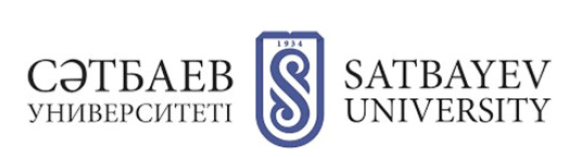 СӘТБАЕВ
УНИВЕРСИТЕТІ
1934
SATBAYEV
UNIVERSITY